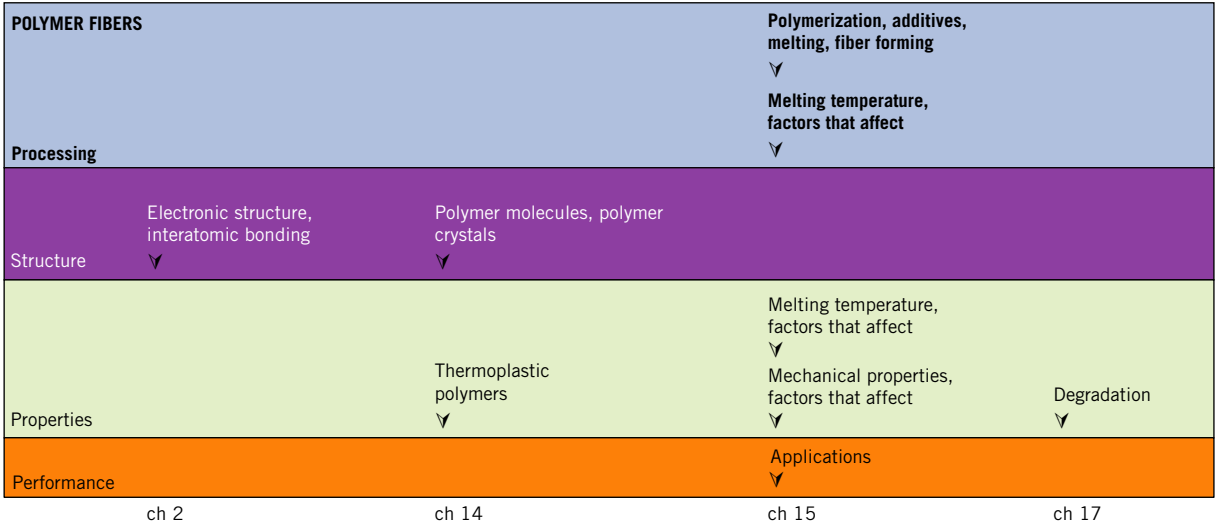 POLYMER FIBERS
Polymerization, additives,
melting, fiber forming
Melting temperature,
factors that affect
Processing
Electronic structure,
interatomic bonding
Polymer molecules, polymer
crystals
Structure
Melting temperature,
factors that affect
Thermoplastic
polymers
Mechanical properties,
factors that affect
Degradation
Properties
Applications
Performance
ch 2
ch 14
ch 15
ch 17